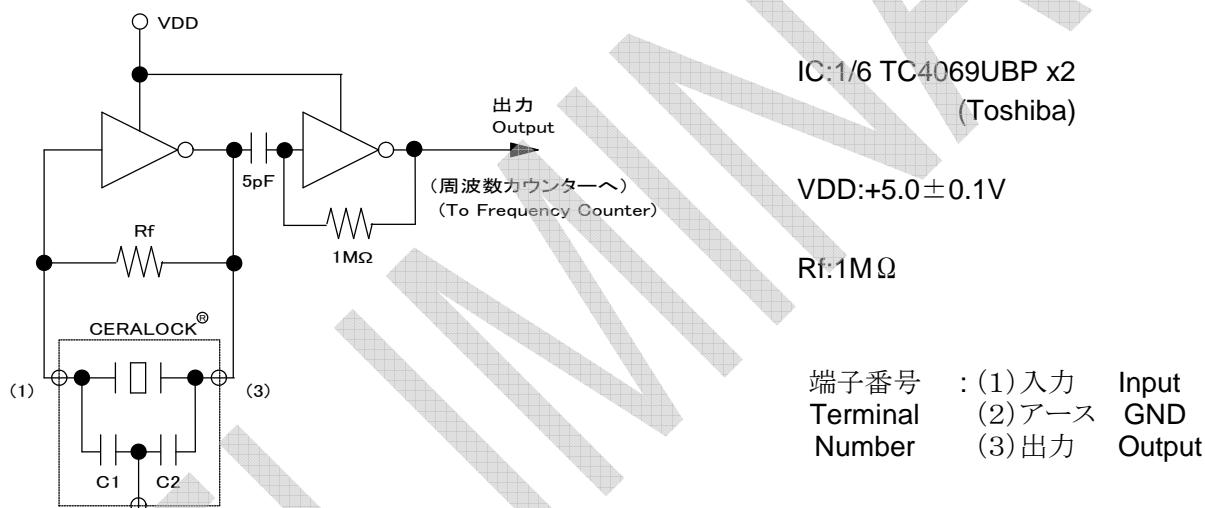 VDD
出力
Output
5pF
(周波数カウンターへ)
(To Frequency Counter)
1MΩ
Rf
CERALOCK®
(1)
(3)
C1
C2
IC:1/6 TC4069UBP x2
(Toshiba)
VDD:+5.0±0.1V
Rf:1MΩ
端子番号 :(1)入力 Input
Terminal (2)アース GND
Number (3)出力 Output